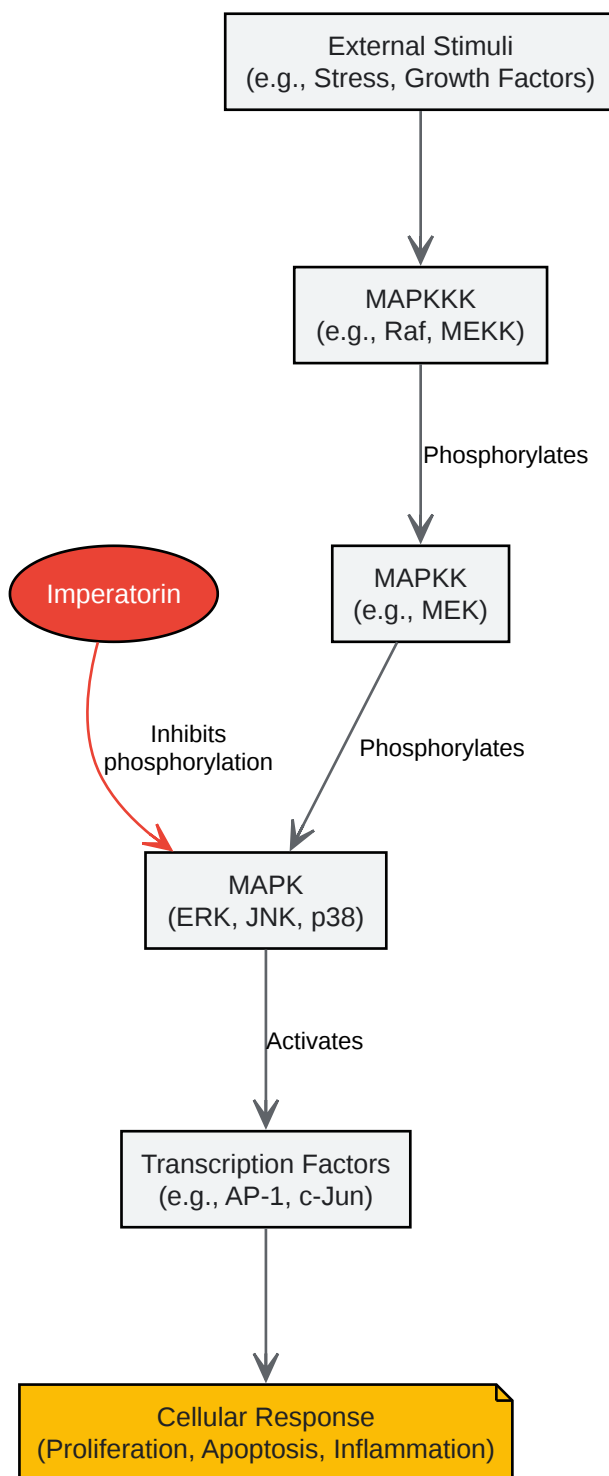 External Stimuli
(e.g., Stress, Growth Factors)
MAPKKK
(e.g., Raf, MEKK)
Phosphorylates
Imperatorin
MAPKK
(e.g., MEK)
Inhibits
phosphorylation
Phosphorylates
MAPK
(ERK, JNK, p38)
Activates
Transcription Factors
(e.g., AP-1, c-Jun)
Cellular Response
(Proliferation, Apoptosis, Inflammation)